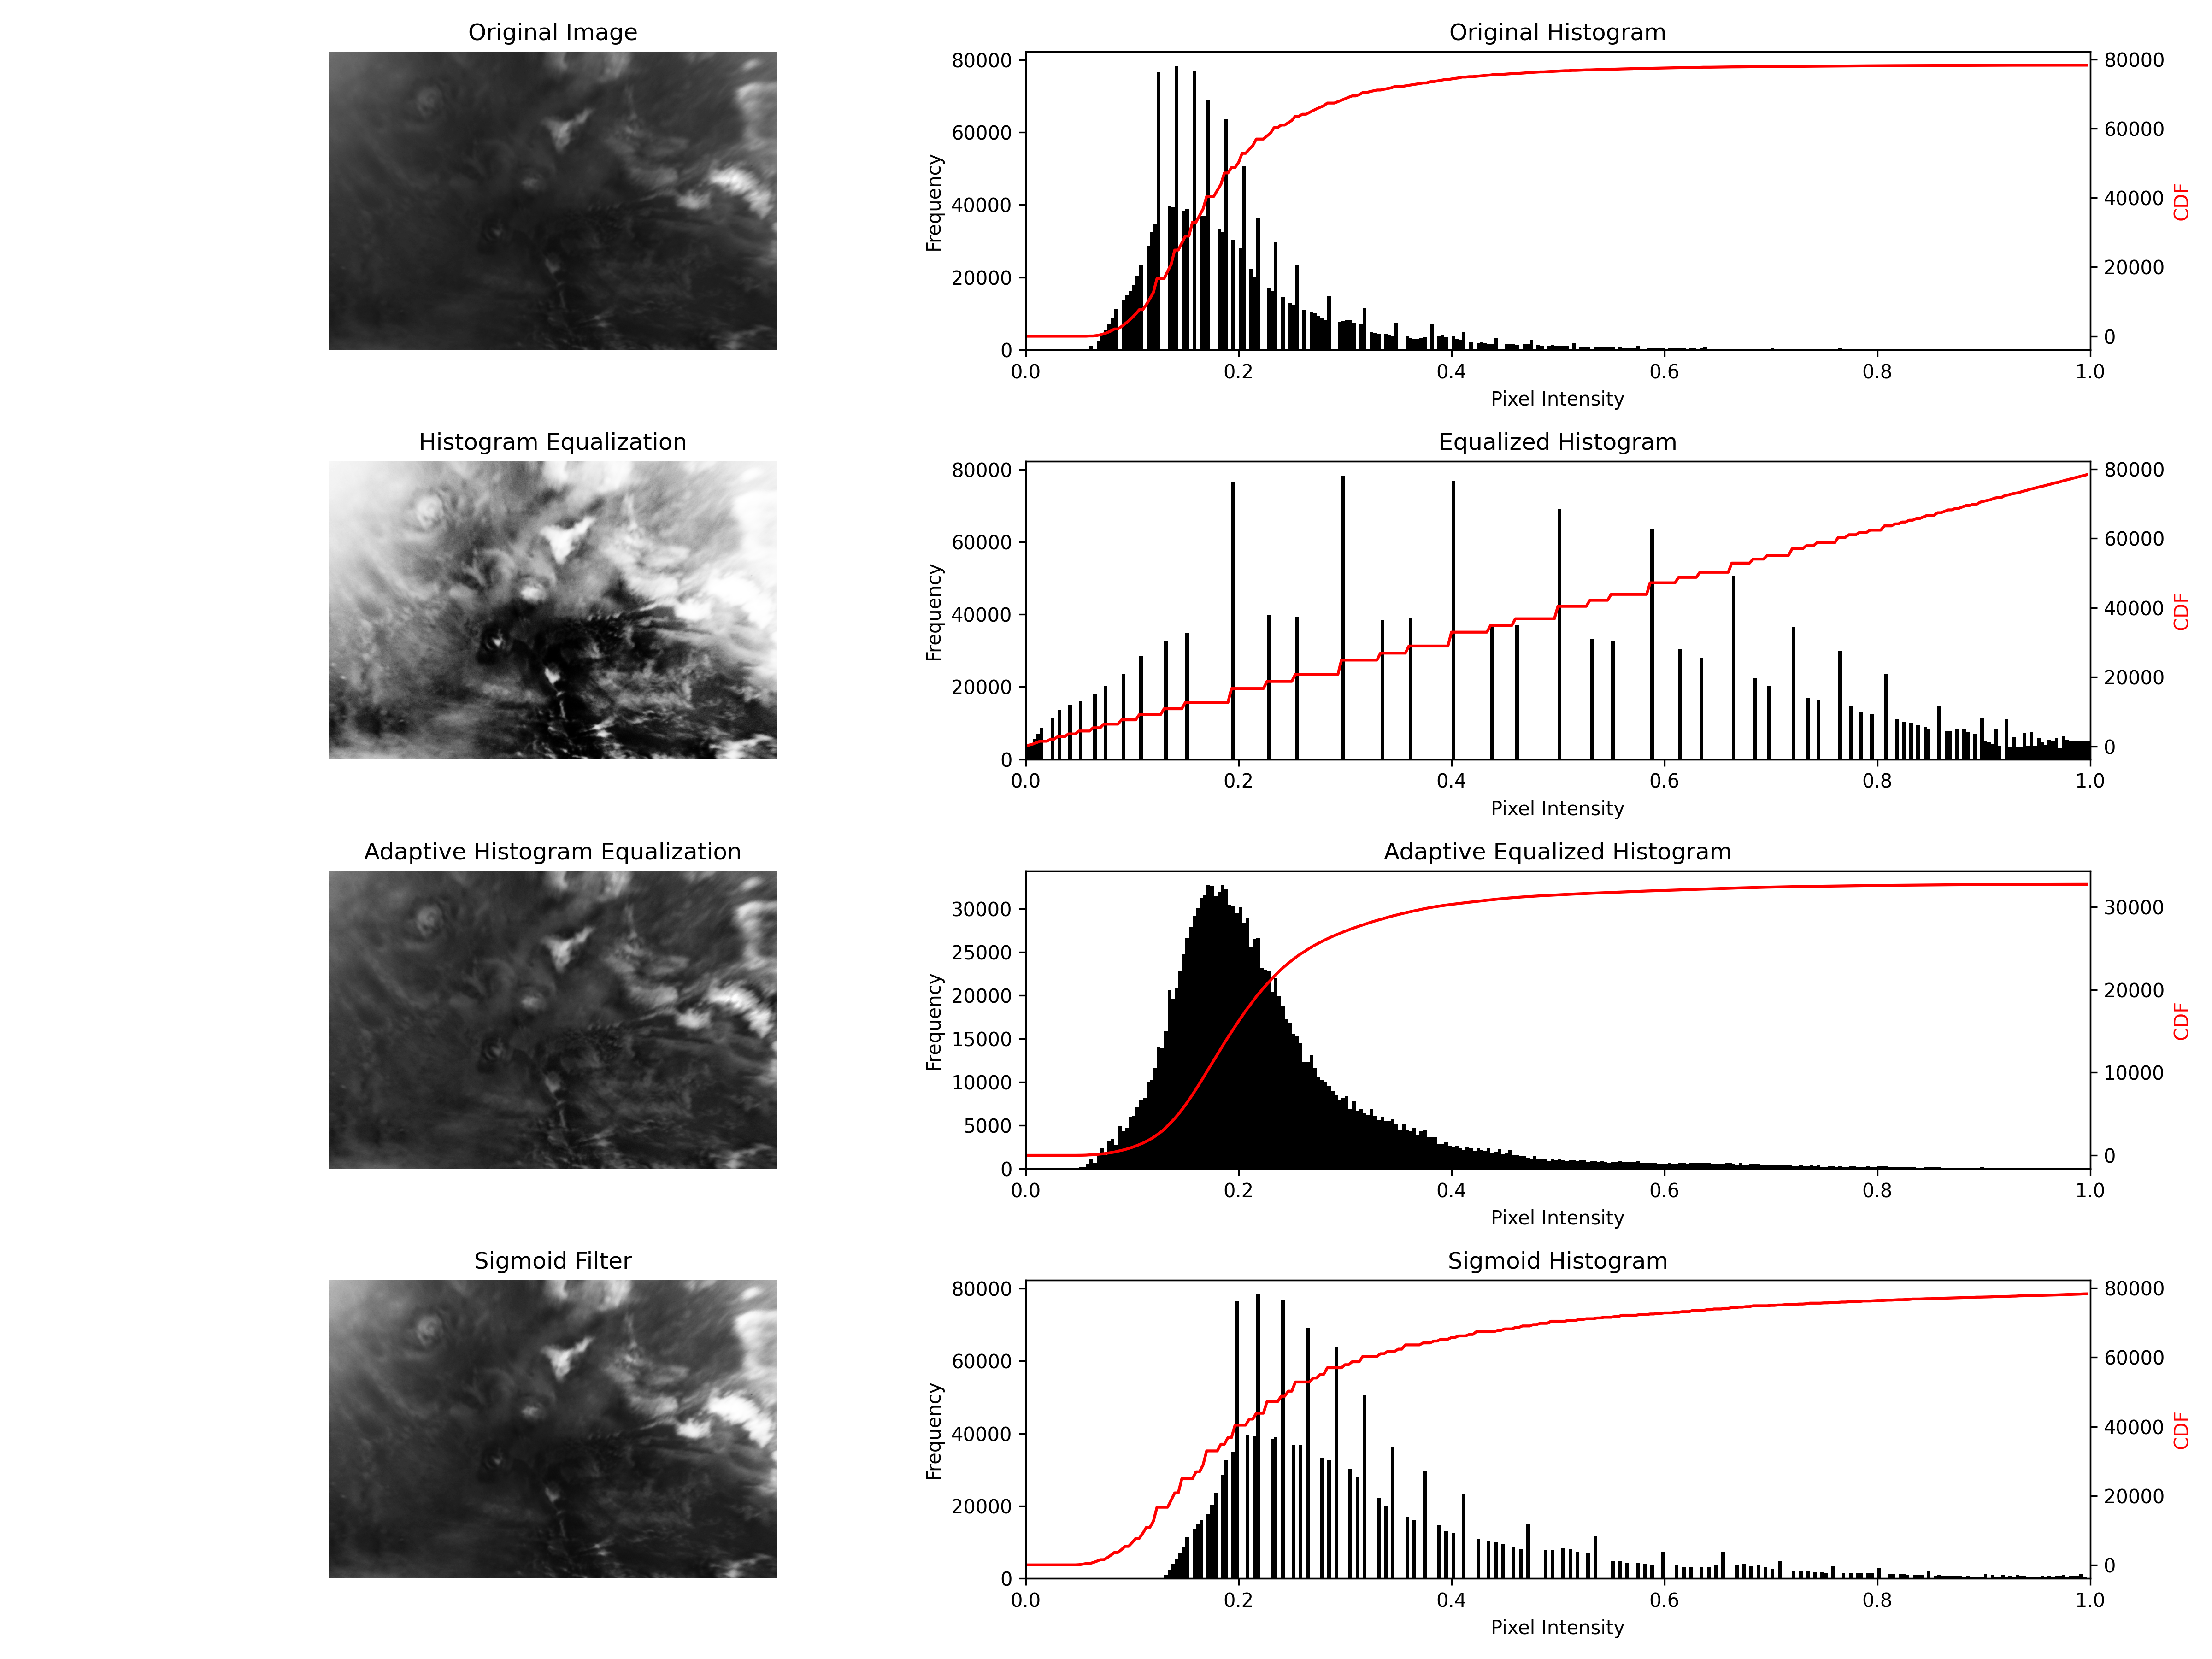 Original Image
Original Histogram
80000
60000
40000
20000
0
Frequency
80000
60000
40000
20000
0
CDF
0.0 0.2 0.4 0.6 0.8 1.0
Pixel Intensity
Histogram Equalization
Equalized Histogram
80000
60000
40000
20000
0
Frequency
80000
60000
40000
20000
0
CDF
0.0 0.2 0.4 0.6 0.8 1.0
Pixel Intensity
Adaptive Histogram Equalization
Adaptive Equalized Histogram
30000
25000
20000
15000
10000
5000
0
Frequency
30000
20000
10000
0
CDF
0.0 0.2 0.4 0.6 0.8 1.0
Pixel Intensity
Sigmoid Filter
Sigmoid Histogram
80000
60000
40000
20000
0
Frequency
80000
60000
40000
20000
0
CDF
0.0 0.2 0.4 0.6 0.8 1.0
Pixel Intensity